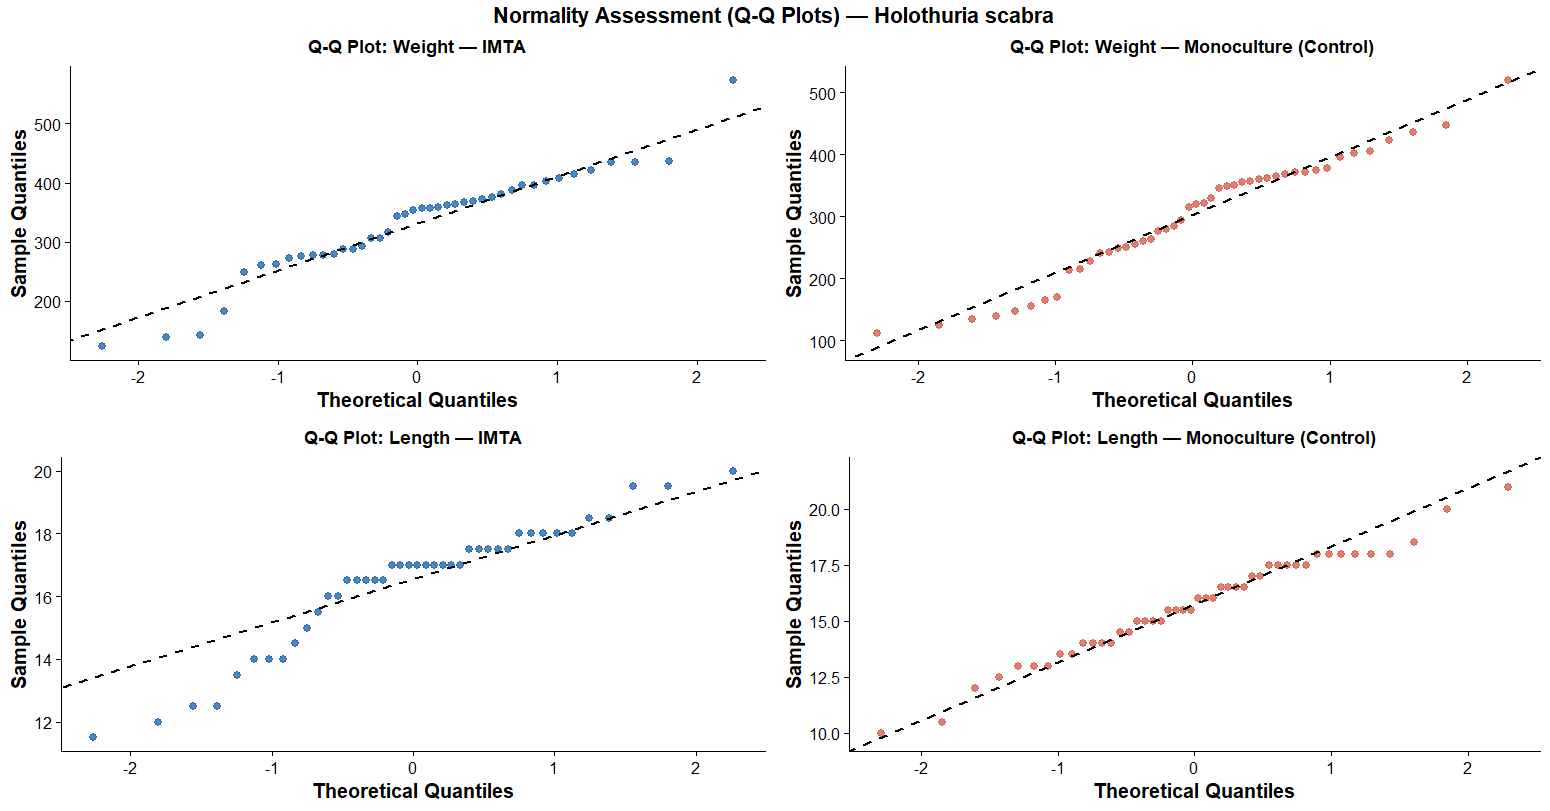 Normality Assessment (Q-Q Plots) — Holothuria scabra
Q-Q Plot: Weight — IMTA
Sample Quantiles
500
400
300
200
-2 -1 0 1 2
Theoretical Quantiles
Q-Q Plot: Weight — Monoculture (Control)
Sample Quantiles
500
400
300
200
100
-2 -1 0 1 2
Theoretical Quantiles
Q-Q Plot: Length — IMTA
Sample Quantiles
20
18
16
14
12
-2 -1 0 1 2
Theoretical Quantiles
Q-Q Plot: Length — Monoculture (Control)
Sample Quantiles
20.0
17.5
15.0
12.5
10.0
-2 -1 0 1 2
Theoretical Quantiles